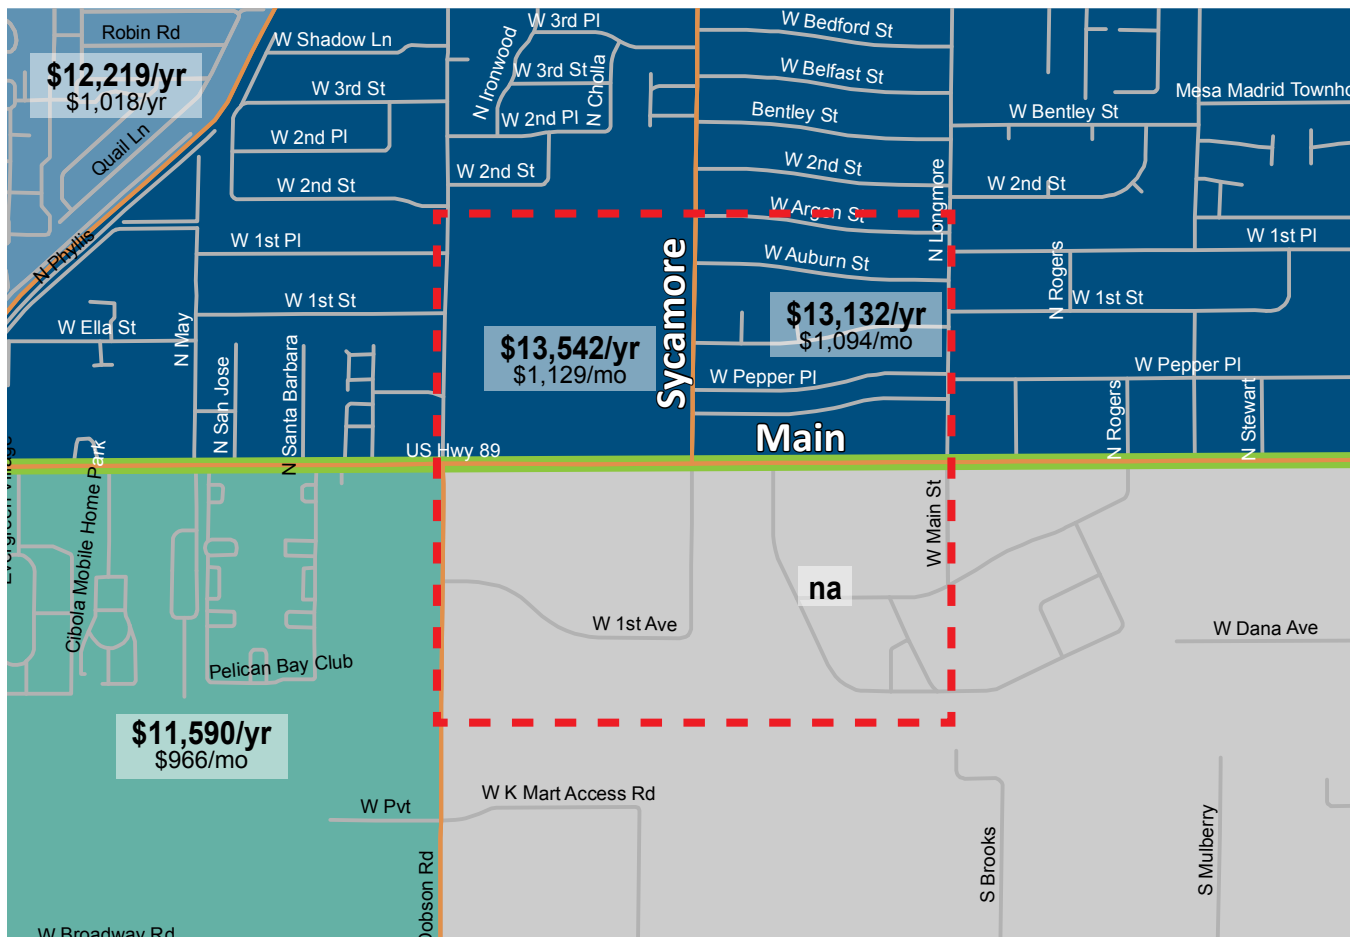 Robin Rd
$12,219/yr
$1,018/yr
Quail Ln
N Phyllis
W Shadow Ln
W 3rd St
W 2nd Pl
W 2nd St
W 1st Pl
W 1st St
W Ella St
N May
N San Jose
N Santa Barbara
N Ironwood
W 3rd Pl
W 3rd St
N Cholla
W 2nd Pl
W 2nd St
W Bedford St
W Belfast St
Bentley St
W 2nd St
W Argon St
W Auburn St
N Longmore
Sycamore
$13,542/yr
$1,129/mo
$13,132/yr
$1,094/mo
W Pepper Pl
Main
US Hwy 89
Mesa Madrid Townho
W Bentley St
W 2nd St
W 1st Pl
N Rogers
W 1st St
W Pepper Pl
N Rogers
N Stewart
Evergreen Village
Cibola Mobile Home Park
Pelican Bay Club
$11,590/yr
$966/mo
W Pvt
W Broadway Rd
Dobson Rd
W 1st Ave
na
W Main St
W Dana Ave
W K Mart Access Rd
S Brooks
S Mulberry